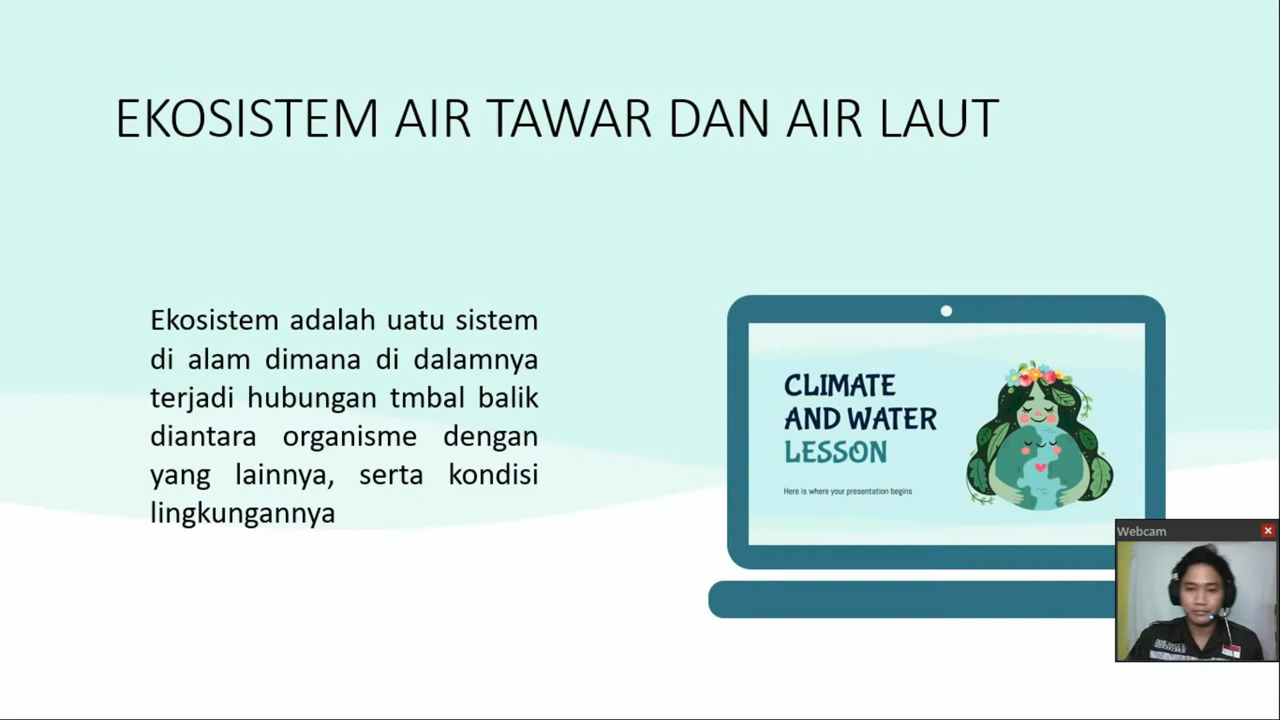 EKOSISTEM AIR TAWAR DAN AIR LAUT
Ekosistem adalah uatu sistem
di alam dimana di dalamnya
terjadi hubungan tmbal balik
diantara organisme dengan
yang lainnya, serta kondisi
lingkungannya
CLIMATE
AND WATER
LESSON
Here is where your presentation begins
Webcam